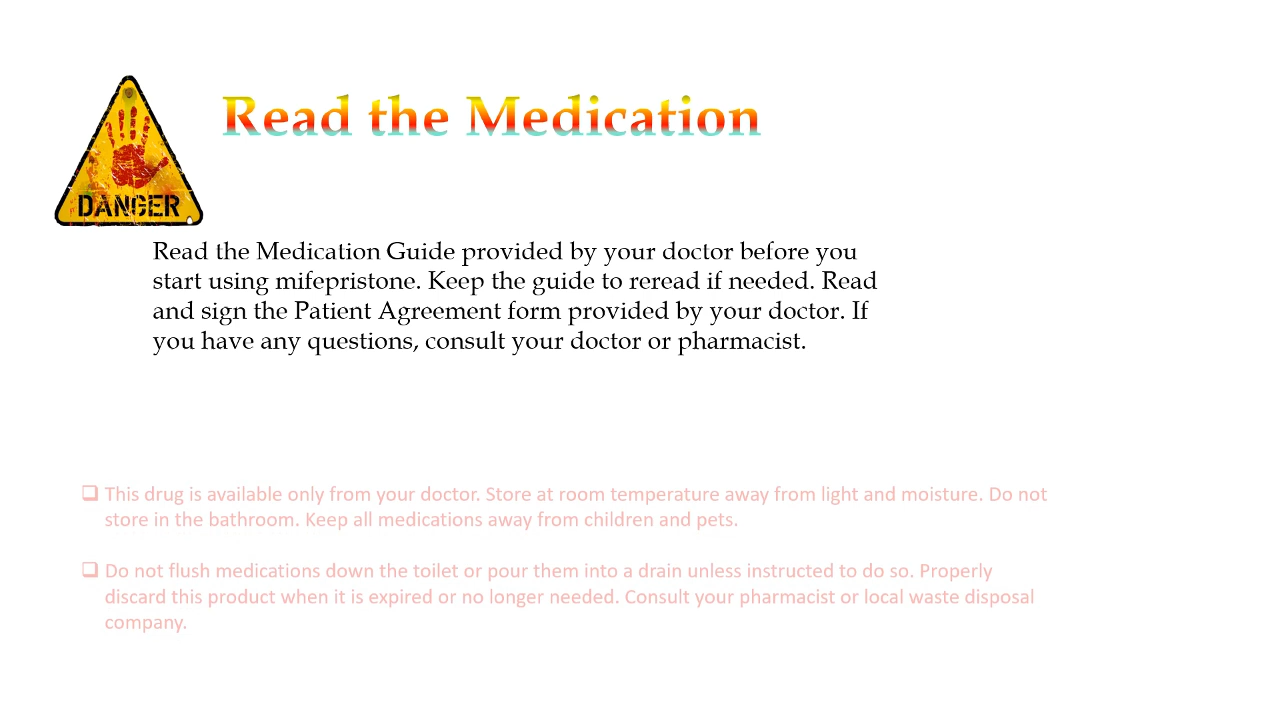 Read the Medication
DANGER
Read the Medication Guide provided by your doctor before you
start using mifepristone. Keep the guide to reread if needed. Read
and sign the Patient Agreement form provided by your doctor. If
you have any questions, consult your doctor or pharmacist.
❑ This drug is available only from your doctor. Store at room temperature away from light and moisture. Do not
store in the bathroom. Keep all medications away from children and pets.
❑ Do not flush medications down the toilet or pour them into a drain unless instructed to do so. Properly
discard this product when it is expired or no longer needed. Consult your pharmacist or local waste disposal
company.